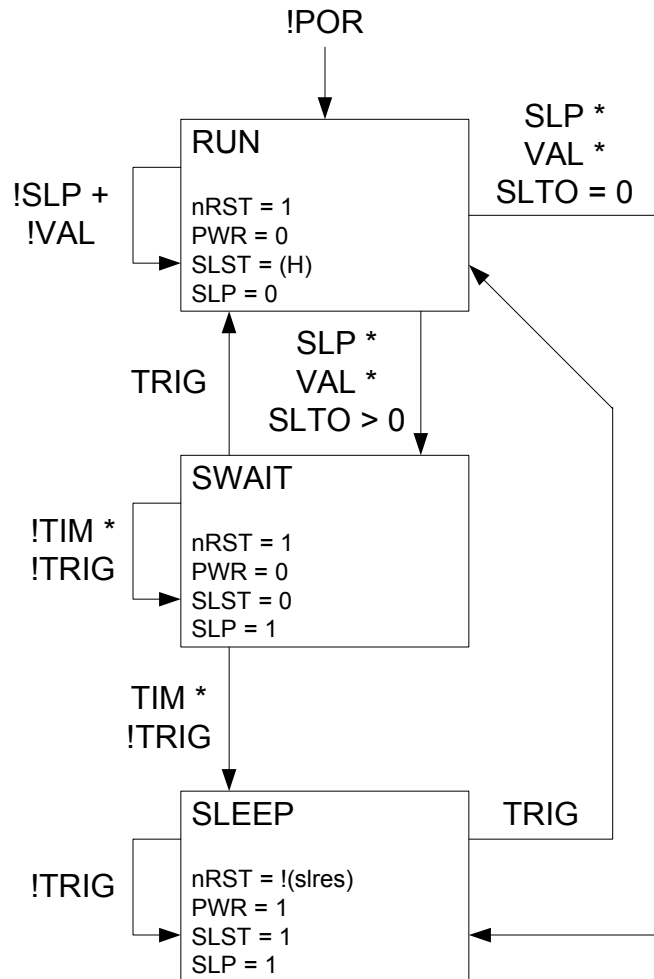 !POR
RUN
nRST = 1
PWR = 0
SLST = (H)
SLP = 0
!SLP +
!VAL
SLP *
VAL *
SLTO = 0
TRIG
SLP *
VAL *
SLTO > 0
SWAIT
nRST = 1
PWR = 0
SLST = 0
SLP = 1
!TIM *
!TRIG
TIM *
!TRIG
SLEEP
nRST = !(slres)
PWR = 1
SLST = 1
SLP = 1
!TRIG
TRIG